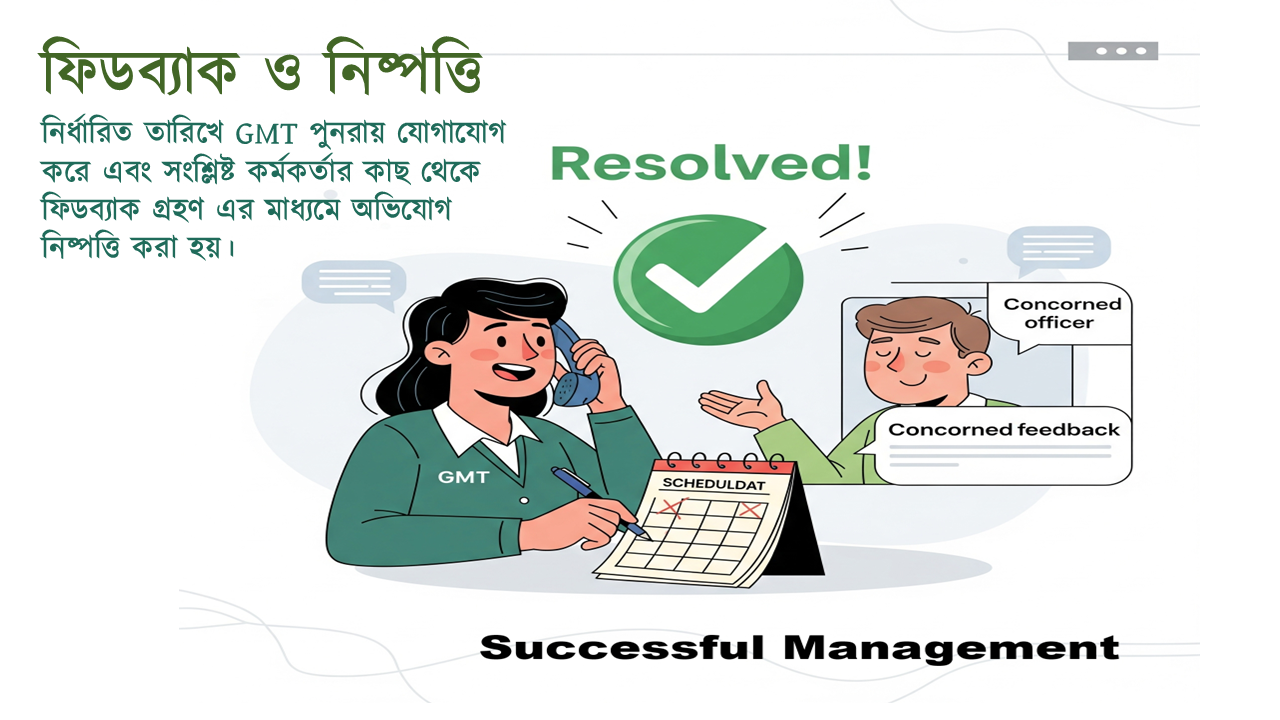 ফিডব্যাক ও নিষ্পত্তি
নির্ধারিত তারিখে GMT পুনরায় যোগাযোগ
করে এবং সংশ্লিষ্ট কর্মকর্তার কাছ থেকে
ফিডব্যাক গ্রহণ এর মাধ্যমে অভিযোগ
নিষ্পত্তি করা হয়।
Resolved!
Concorned
officer
Concorned feedback
GMT
SCHEDULDAT
Successful Management